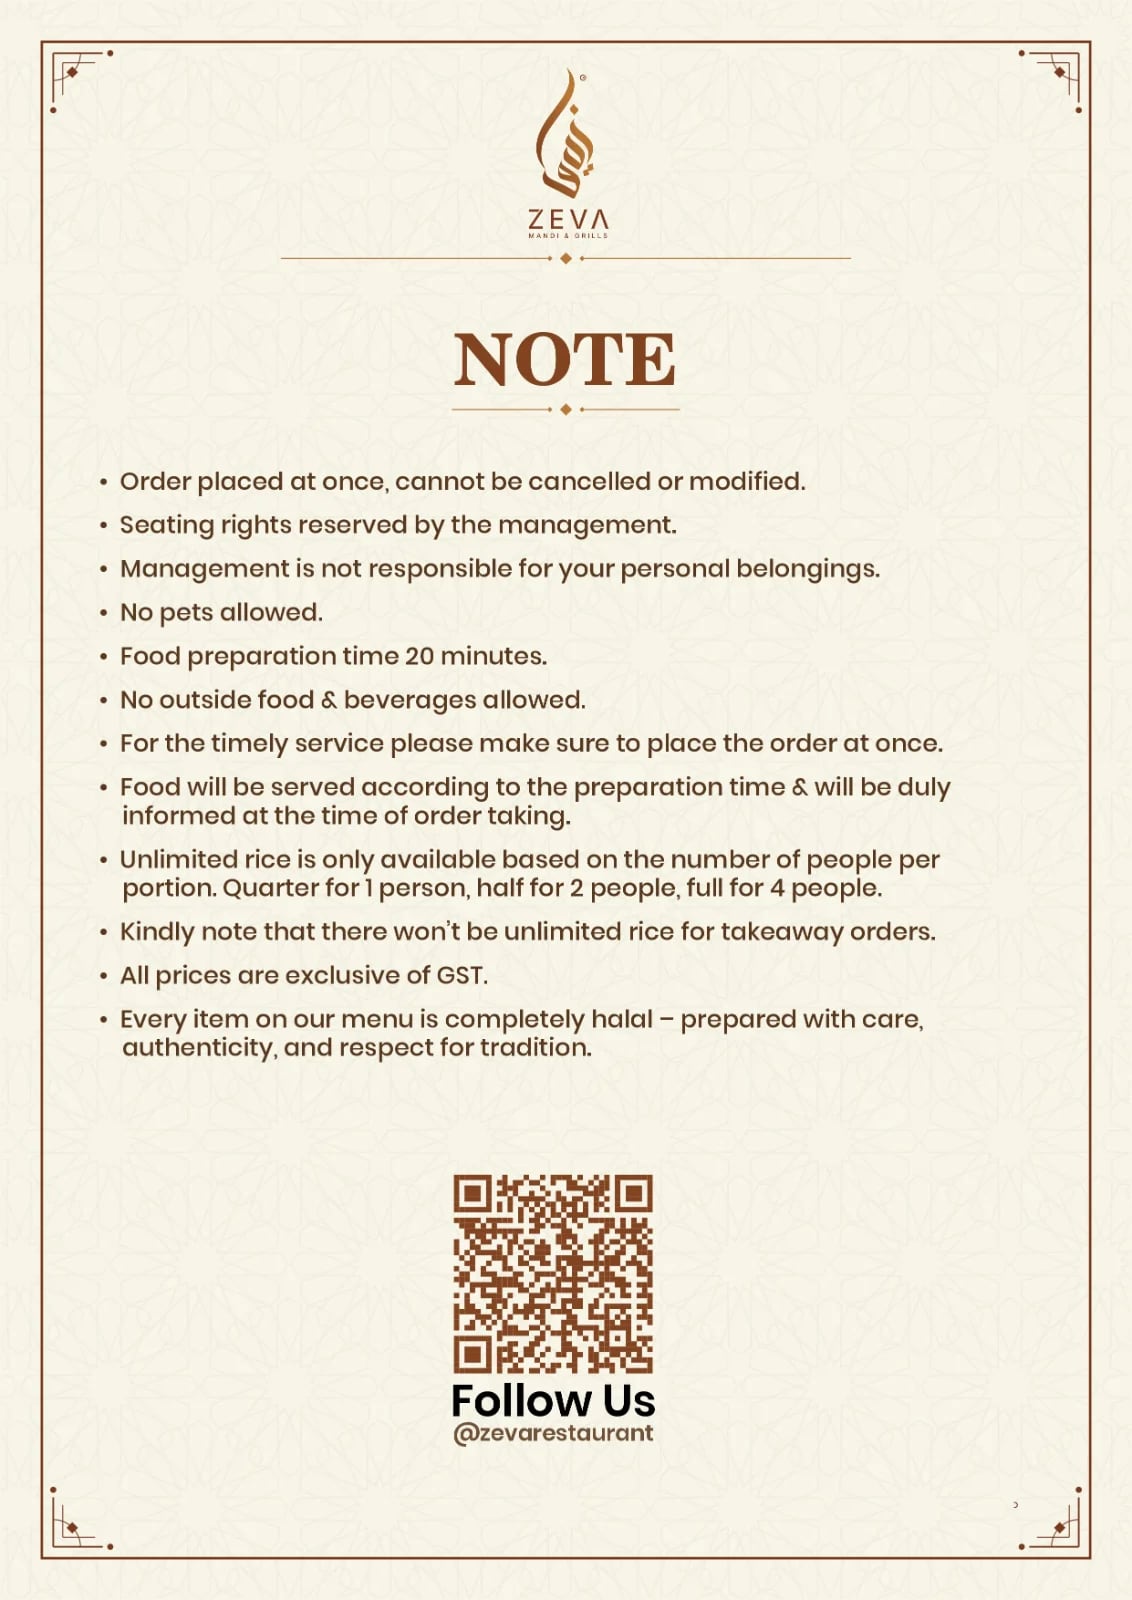 ZEVA
MANDI & GRILLS
NOTE
• Order placed at once, cannot be cancelled or modified.
• Seating rights reserved by the management.
• Management is not responsible for your personal belongings.
• No pets allowed.
• Food preparation time 20 minutes.
• No outside food & beverages allowed.
• For the timely service please make sure to place the order at once.
• Food will be served according to the preparation time & will be duly
informed at the time of order taking.
• Unlimited rice is only available based on the number of people per
portion. Quarter for 1 person, half for 2 people, full for 4 people.
• Kindly note that there won't be unlimited rice for takeaway orders.
• All prices are exclusive of GST.
• Every item on our menu is completely halal – prepared with care,
authenticity, and respect for tradition.
Follow Us
@zevarestaurant